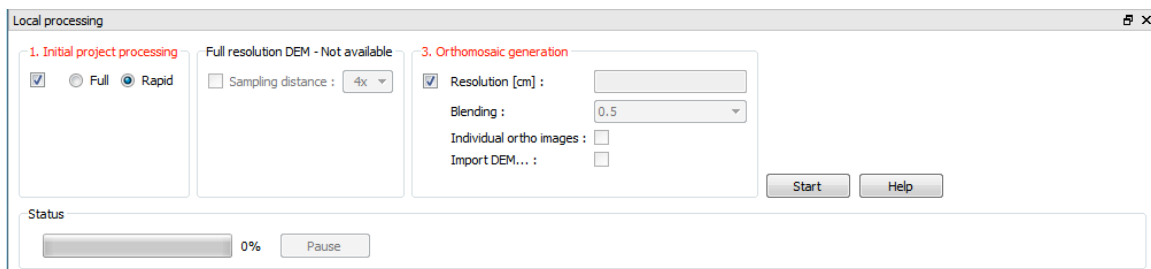 Local processing
1. Initial project processing
Full Rapid
Full resolution DEM - Not available
Sampling distance : 4x
3. Orthomosaic generation
Resolution [cm] :
Blending : 0.5
Individual ortho images :
Import DEM... :
Start Help
Status
0% Pause